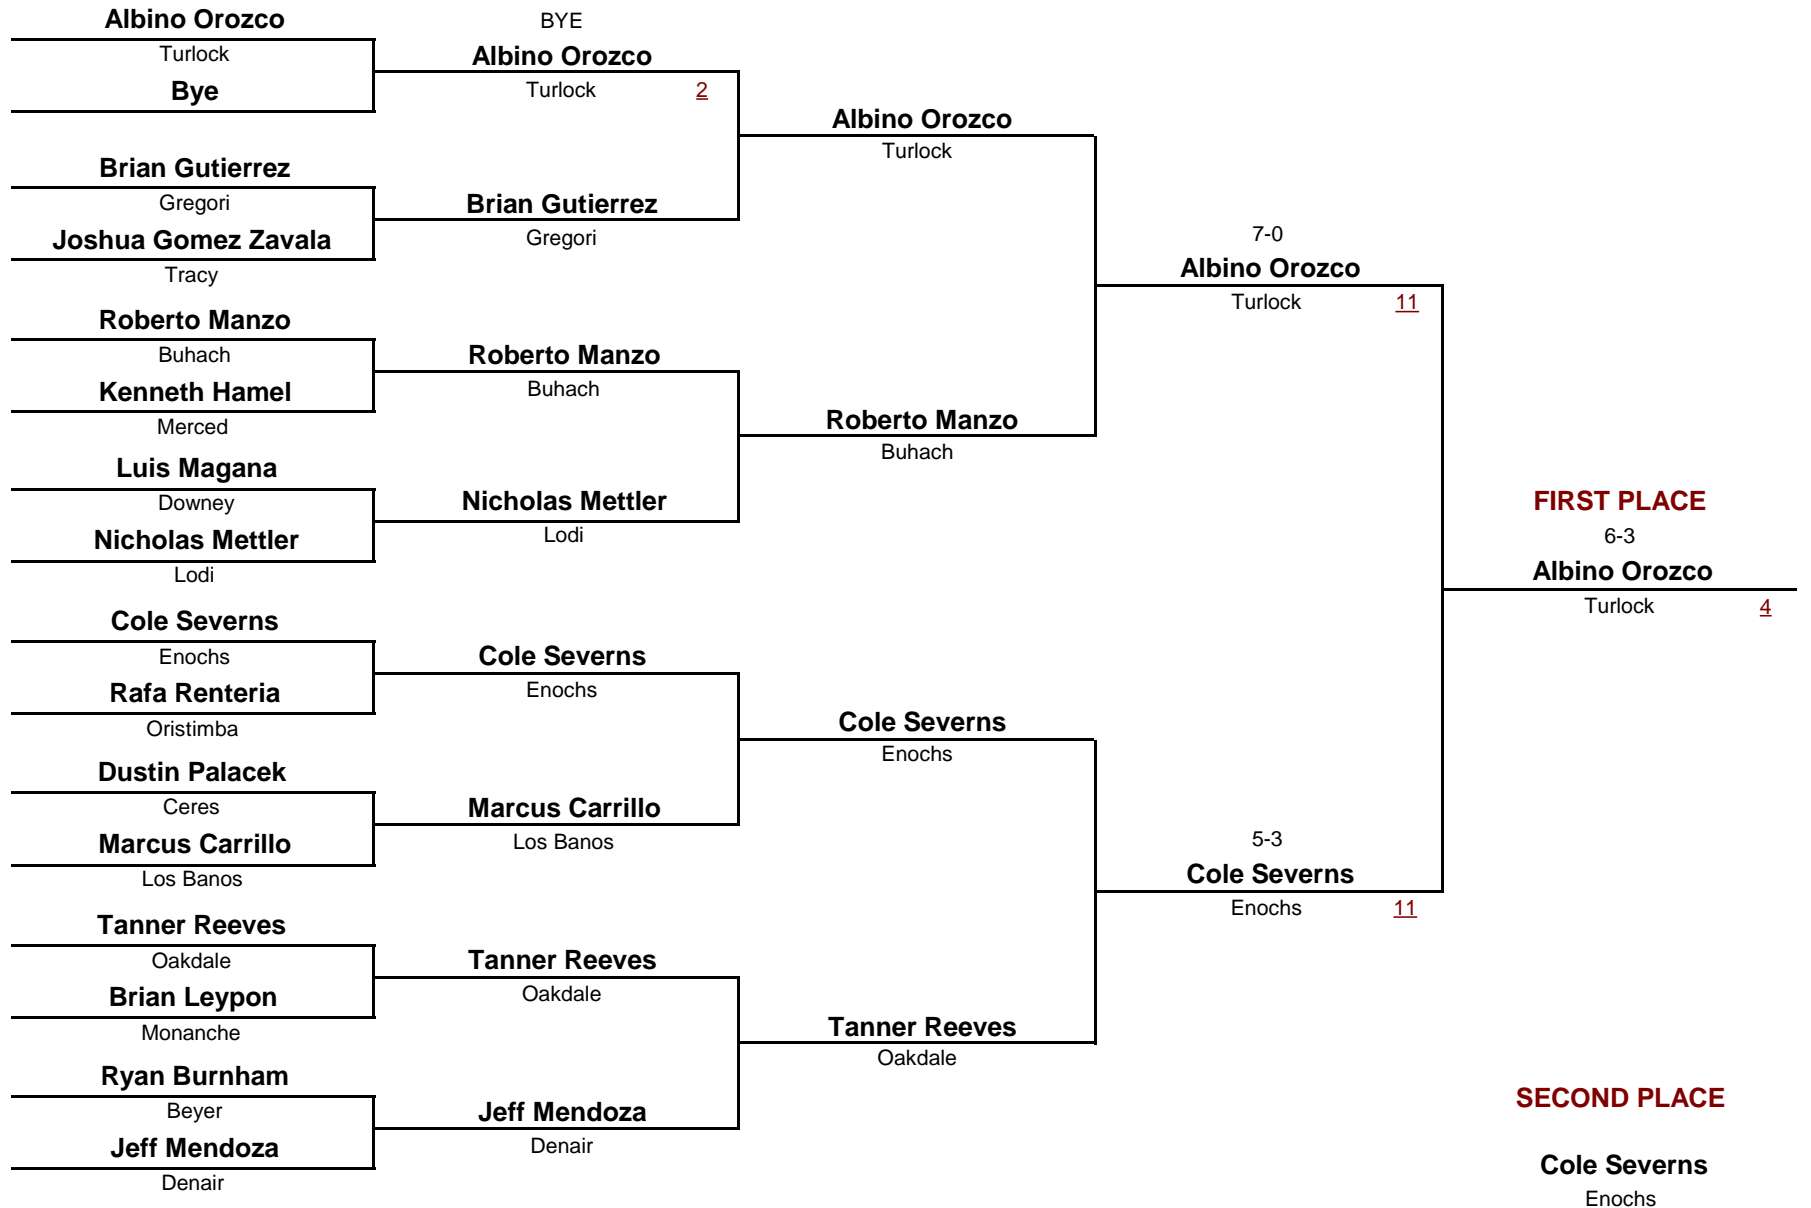 Albino Orozco
Turlock
Bye
Brian Gutierrez
Gregori
Joshua Gomez Zavala
Tracy
Roberto Manzo
Buhach
Kenneth Hamel
Merced
Luis Magana
Downey
Nicholas Mettler
Lodi
Cole Severns
Enochs
Rafa Renteria
Oristimba
Dustin Palacek
Ceres
Marcus Carrillo
Los Banos
Tanner Reeves
Oakdale
Brian Leypon
Monanche
Ryan Burnham
Beyer
Jeff Mendoza
Denair
BYE
Albino Orozco
Turlock 2
Brian Gutierrez
Gregori
Roberto Manzo
Buhach
Nicholas Mettler
Lodi
Cole Severns
Enochs
Marcus Carrillo
Los Banos
Tanner Reeves
Oakdale
Jeff Mendoza
Denair
Albino Orozco
Turlock
Roberto Manzo
Buhach
Cole Severns
Enochs
Tanner Reeves
Oakdale
7-0
Albino Orozco
Turlock 11
5-3
Cole Severns
Enochs 11
FIRST PLACE
6-3
Albino Orozco
Turlock 4
SECOND PLACE
Cole Severns
Enochs